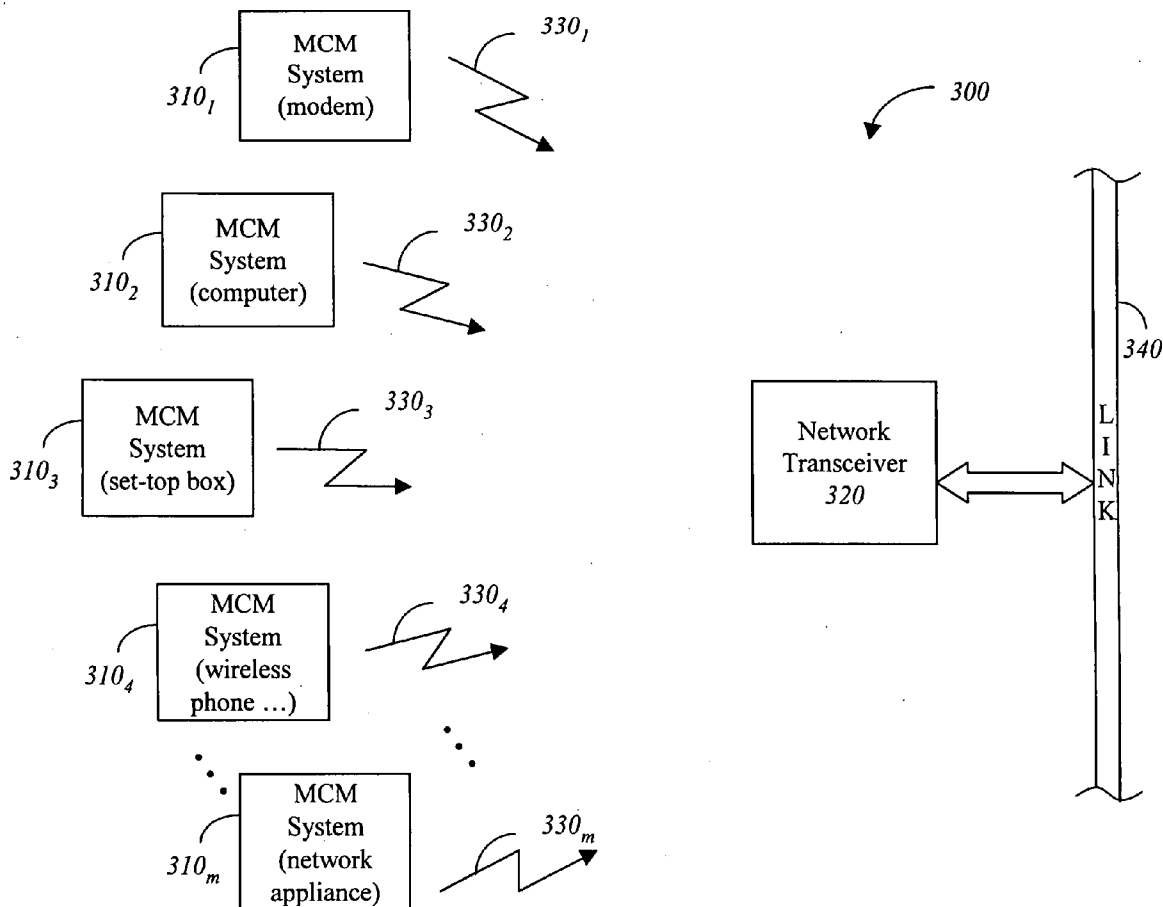 MCM
System
(modem)
310₁
330₁
300
MCM
System
(computer)
310₂
330₂
340
MCM
System
(set-top box)
310₃
330₃
Network
Transceiver
320
LINK
MCM
System
(wireless
phone ...)
310₄
330₄
MCM
System
(network
appliance)
310ₘ
330ₘ